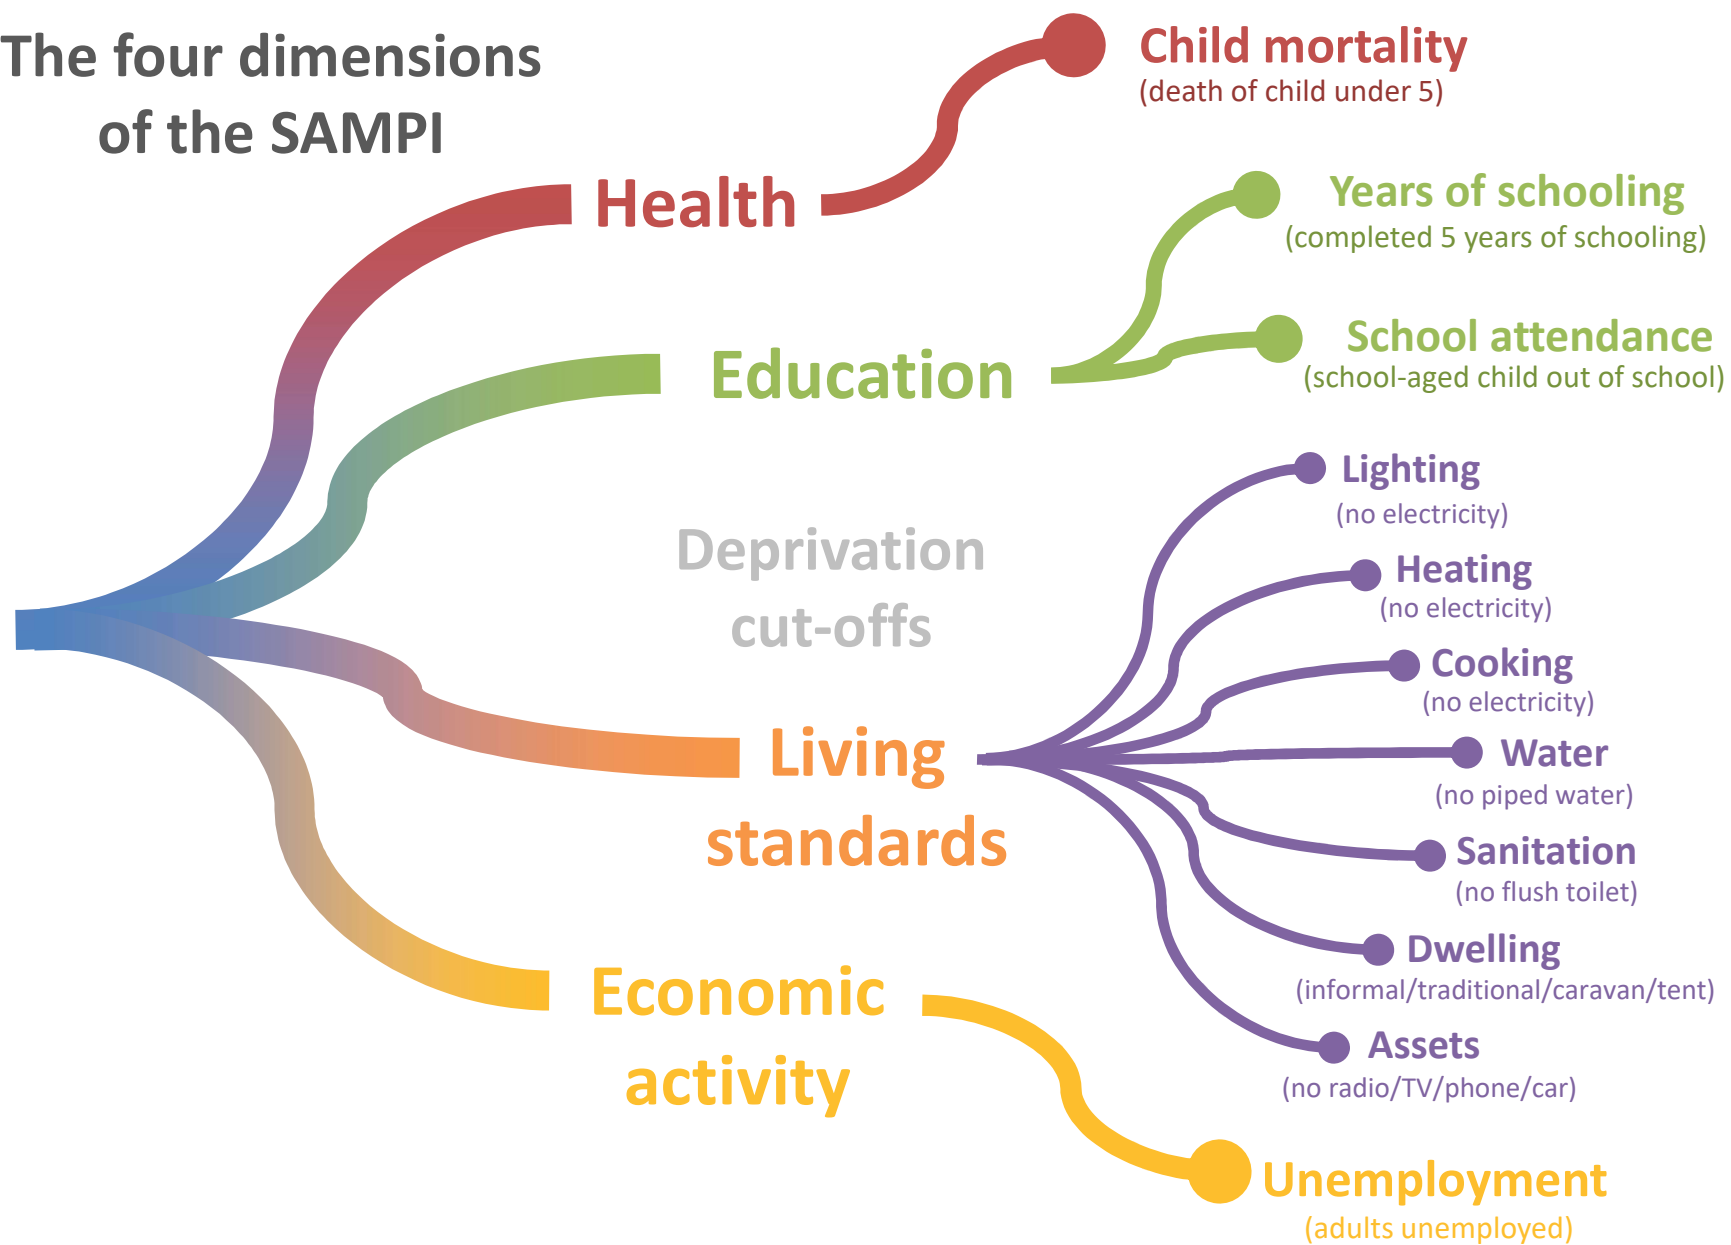 The four dimensions
of the SAMPI
Child mortality
(death of child under 5)
Health
Years of schooling
(completed 5 years of schooling)
Education
School attendance
(school-aged child out of school)
Deprivation
cut-offs
Living
standards
Lighting
(no electricity)
Heating
(no electricity)
Cooking
(no electricity)
Water
(no piped water)
Sanitation
(no flush toilet)
Dwelling
(informal/traditional/caravan/tent)
Assets
(no radio/TV/phone/car)
Economic
activity
Unemployment
(adults unemployed)